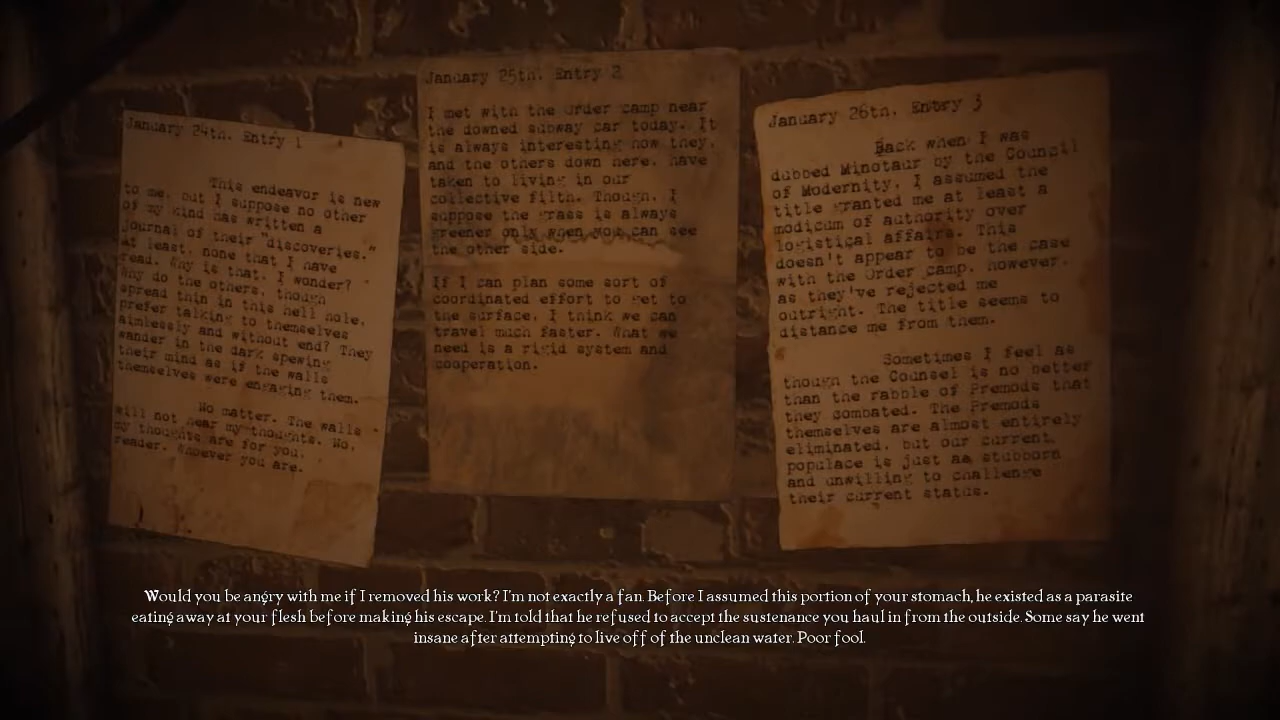 January 24th. Entry 1
This endeavor is new
to me, but I suppose no other
of my kind has written a
journal of their "discoveries."
At least, none that I have
read. Why is that, I wonder?
Why do the others, though
spread thin in this hell hole,
prefer talking to themselves
aimlessly and without end? They
wander in the dark spewing
their mind as if the walls
themselves were engaging them.
No matter. The walls
will not hear my thoughts. No,
my thoughts are for you,
reader. Whoever you are.
January 25th. Entry 2
I met with the Order camp near
the downed subway car today. It
is always interesting how they,
and the others down here, have
taken to living in our
collective filth. Though, I
suppose the grass is always
greener only when you can see
the other side.
If I can plan some sort of
coordinated effort to get to
the surface, I think we can
travel much faster. What we
need is a rigid system and
cooperation.
January 26th. Entry 3
Back when I was
dubbed Minotaur by the Council
of Modernity, I assumed the
title granted me at least a
modicum of authority over
logistical affairs. This
doesn't appear to be the case
with the Order camp, however,
as they've rejected me
outright. The title seems to
distance me from them.
Sometimes I feel as
though the Counsel is no better
than the rabble of Premods that
they combated. The Premods
themselves are almost entirely
eliminated, but our current
populace is just as stubborn
and unwilling to challenge
their current status.
Would you be angry with me if I removed his work? I'm not exactly a fan. Before I assumed this portion of your stomach, he existed as a parasite
eating away at your flesh before making his escape. I'm told that he refused to accept the sustenance you haul in from the outside. Some say he went
insane after attempting to live off of the unclean water. Poor fool.